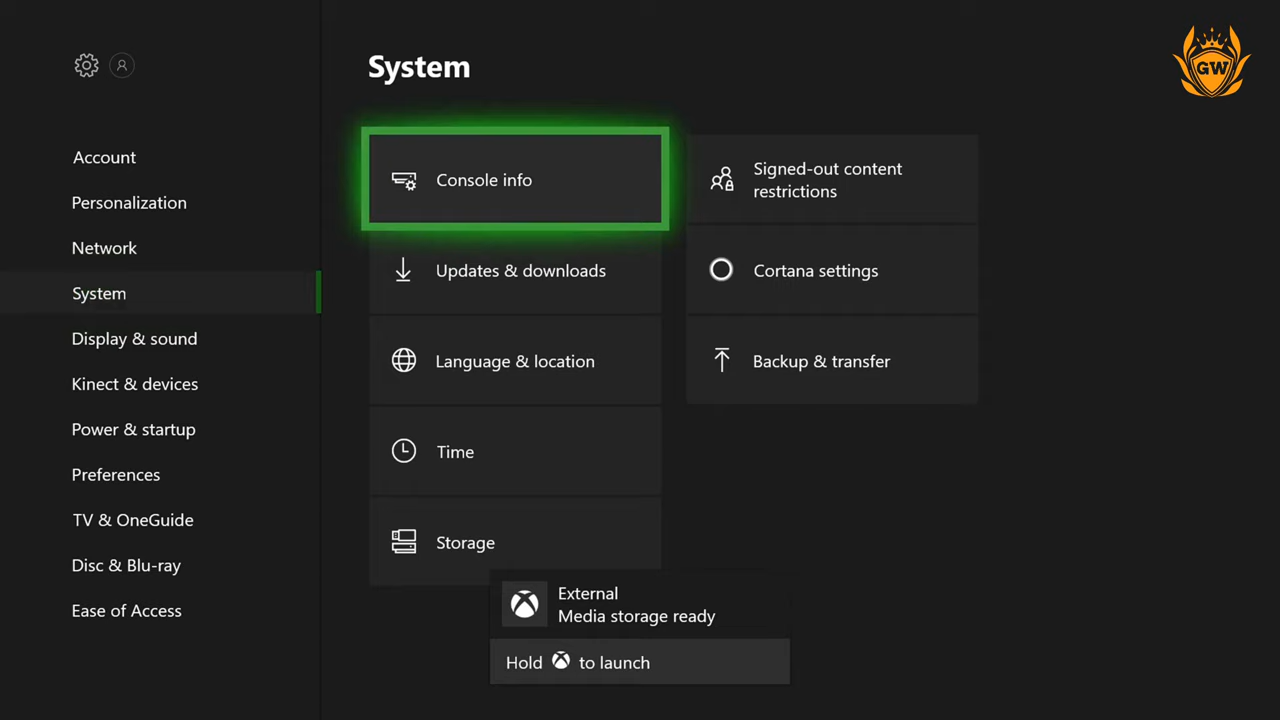 GW
System
Account
Personalization
Network
System
Display & sound
Kinect & devices
Power & startup
Preferences
TV & OneGuide
Disc & Blu-ray
Ease of Access
Console info
Updates & downloads
Language & location
Time
Storage
Signed-out content
restrictions
Cortana settings
Backup & transfer
External
Media storage ready
Hold to launch